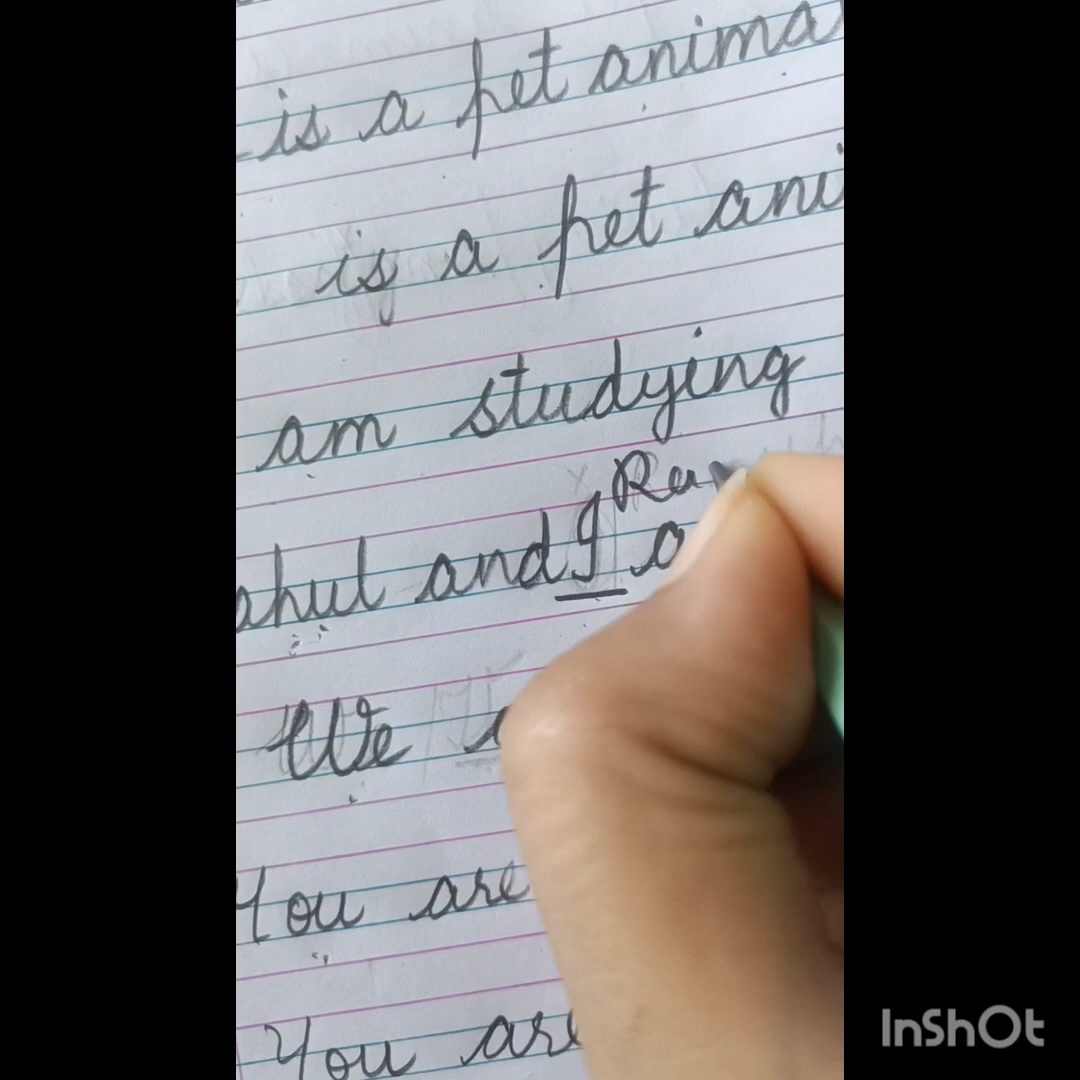 is a pet anima
is a pet ani
am studying
Ra
ahul and I a
We
You are
You are
InShOt